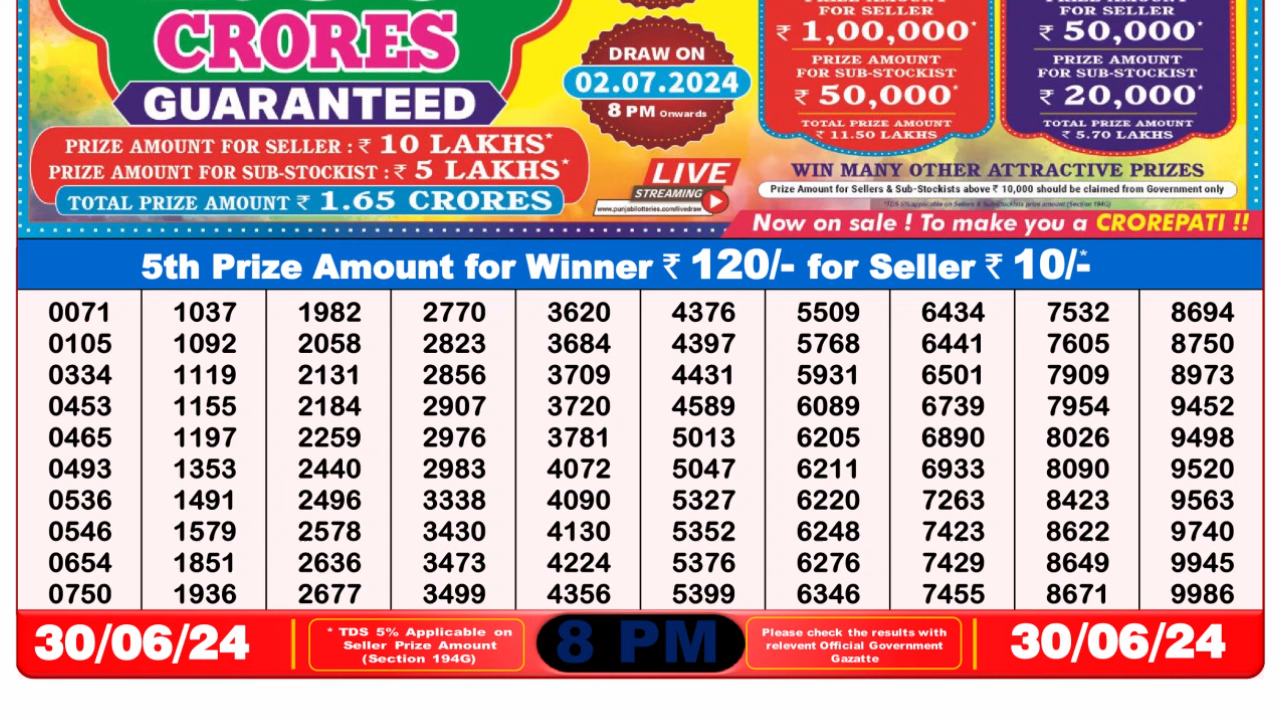 CRORES
GUARANTEED
PRIZE AMOUNT FOR SELLER : ₹ 10 LAKHS*
PRIZE AMOUNT FOR SUB-STOCKIST : ₹ 5 LAKHS*
TOTAL PRIZE AMOUNT ₹ 1.65 CRORES
DRAW ON
02.07.2024
8 PM Onwards
LIVE
STREAMING
www.punjablotteries.com/livedraw
FOR SELLER
₹ 1,00,000*
PRIZE AMOUNT
FOR SUB-STOCKIST
₹ 50,000*
TOTAL PRIZE AMOUNT
₹ 11.50 LAKHS
FOR SELLER
₹ 50,000*
PRIZE AMOUNT
FOR SUB-STOCKIST
₹ 20,000*
TOTAL PRIZE AMOUNT
₹ 5.70 LAKHS
WIN MANY OTHER ATTRACTIVE PRIZES
Prize Amount for Sellers & Sub-Stockists above ₹ 10,000 should be claimed from Government only
*TDS 5% applicable on Sellers & Sub-Stockists prize amount (Section 194G)
Now on sale ! To make you a CROREPATI !!
5th Prize Amount for Winner ₹ 120/- for Seller ₹ 10/-*
0071 1037 1982 2770 3620 4376 5509 6434 7532 8694
0105 1092 2058 2823 3684 4397 5768 6441 7605 8750
0334 1119 2131 2856 3709 4431 5931 6501 7909 8973
0453 1155 2184 2907 3720 4589 6089 6739 7954 9452
0465 1197 2259 2976 3781 5013 6205 6890 8026 9498
0493 1353 2440 2983 4072 5047 6211 6933 8090 9520
0536 1491 2496 3338 4090 5327 6220 7263 8423 9563
0546 1579 2578 3430 4130 5352 6248 7423 8622 9740
0654 1851 2636 3473 4224 5376 6276 7429 8649 9945
0750 1936 2677 3499 4356 5399 6346 7455 8671 9986
30/06/24
* TDS 5% Applicable on
Seller Prize Amount
(Section 194G)
8 PM
Please check the results with
relevent Official Government
Gazatte
30/06/24